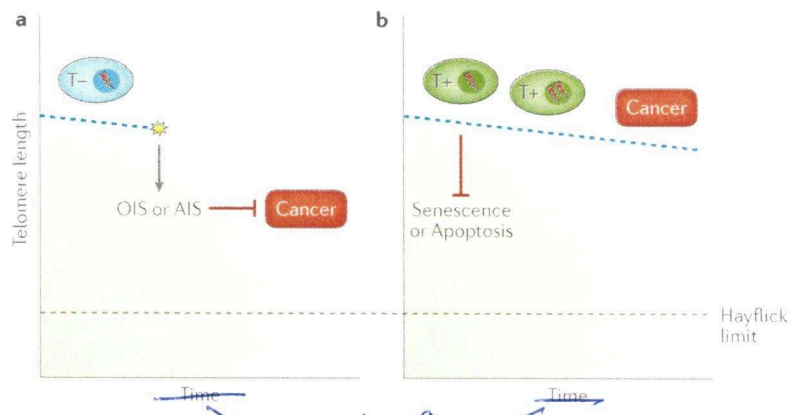 a
b
T−
T+
T+
Cancer
Telomere length
OIS or AIS
Cancer
Senescence
or Apoptosis
Hayflick
limit
Time
Time